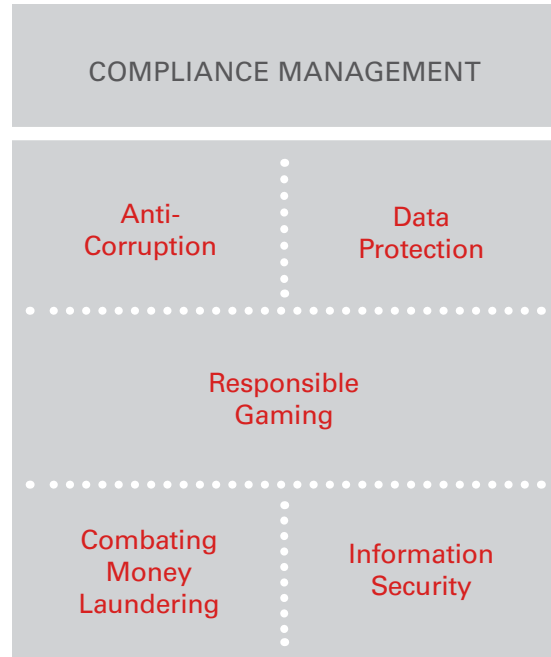 COMPLIANCE MANAGEMENT
Anti-
Corruption
Data
Protection
Responsible
Gaming
Combating
Money
Laundering
Information
Security